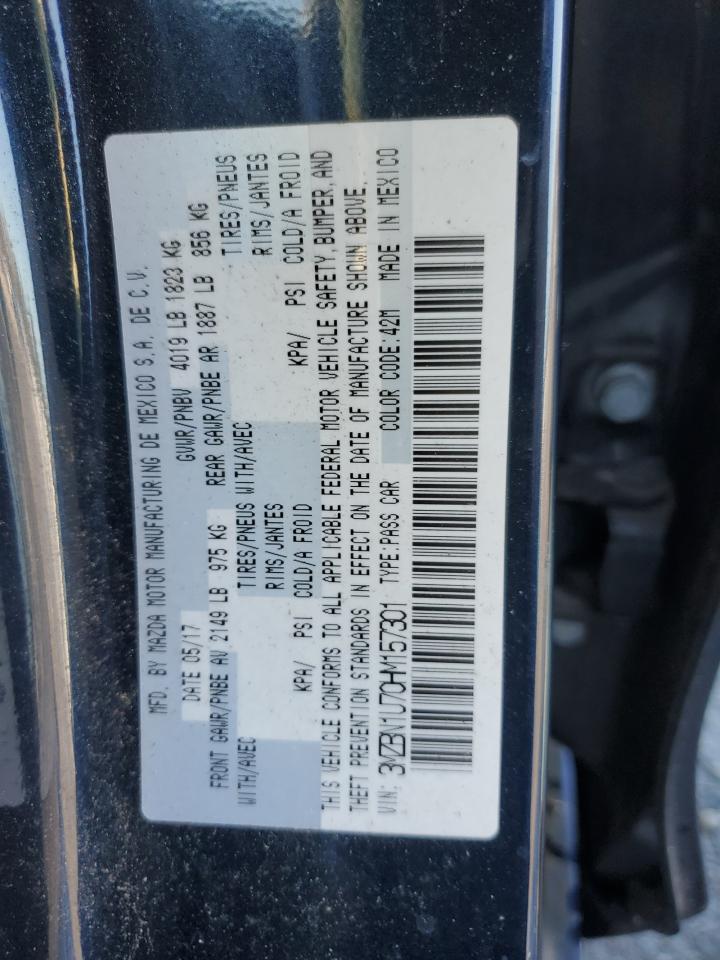 MFD. BY MAZDA MOTOR MANUFACTURING DE MEXICO S.A. DE C.V.
DATE 05/17 GVWR/PNBV 4019 LB 1823 KG
FRONT GAWR/PNBE AV 2149 LB 975 KG REAR GAWR/PNBE AR 1887 LB 856 KG
WITH/AVEC TIRES/PNEUS WITH/AVEC TIRES/PNEUS
RIMS/JANTES RIMS/JANTES
KPA/ PSI COLD/A FROID KPA/ PSI COLD/A FROID
THIS VEHICLE CONFORMS TO ALL APPLICABLE FEDERAL MOTOR VEHICLE SAFETY, BUMPER, AND
THEFT PREVENTION STANDARDS IN EFFECT ON THE DATE OF MANUFACTURE SHOWN ABOVE.
VIN: 3MZBN1U70HM157301 TYPE:PASS CAR COLOR CODE:42M MADE IN MEXICO